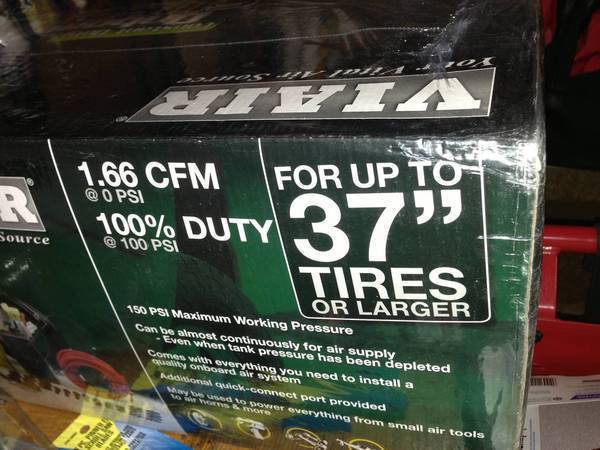 Your Vital Air Source
VIAIR®
R®
Source
1.66 CFM
@ 0 PSI
100% DUTY
@ 100 PSI
FOR UP TO
37”
TIRES
OR LARGER
150 PSI Maximum Working Pressure
Can be almost continuously for air supply
- Even when tank pressure has been depleted
Comes with everything you need to install a
quality onboard air system
Additional quick-connect port provided
May be used to power everything from small air tools
to air horns & more